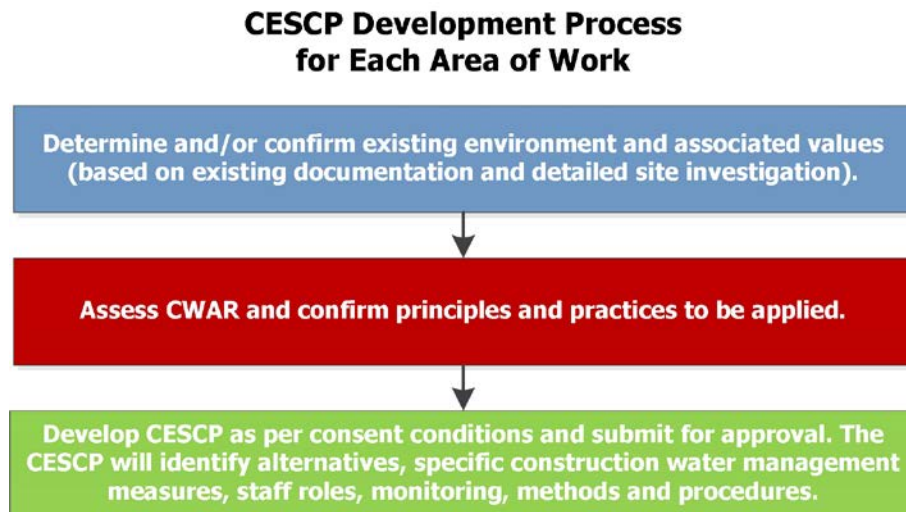 CESCP Development Process
for Each Area of Work
Determine and/or confirm existing environment and associated values
(based on existing documentation and detailed site investigation).
Assess CWAR and confirm principles and practices to be applied.
Develop CESCP as per consent conditions and submit for approval. The
CESCP will identify alternatives, specific construction water management
measures, staff roles, monitoring, methods and procedures.